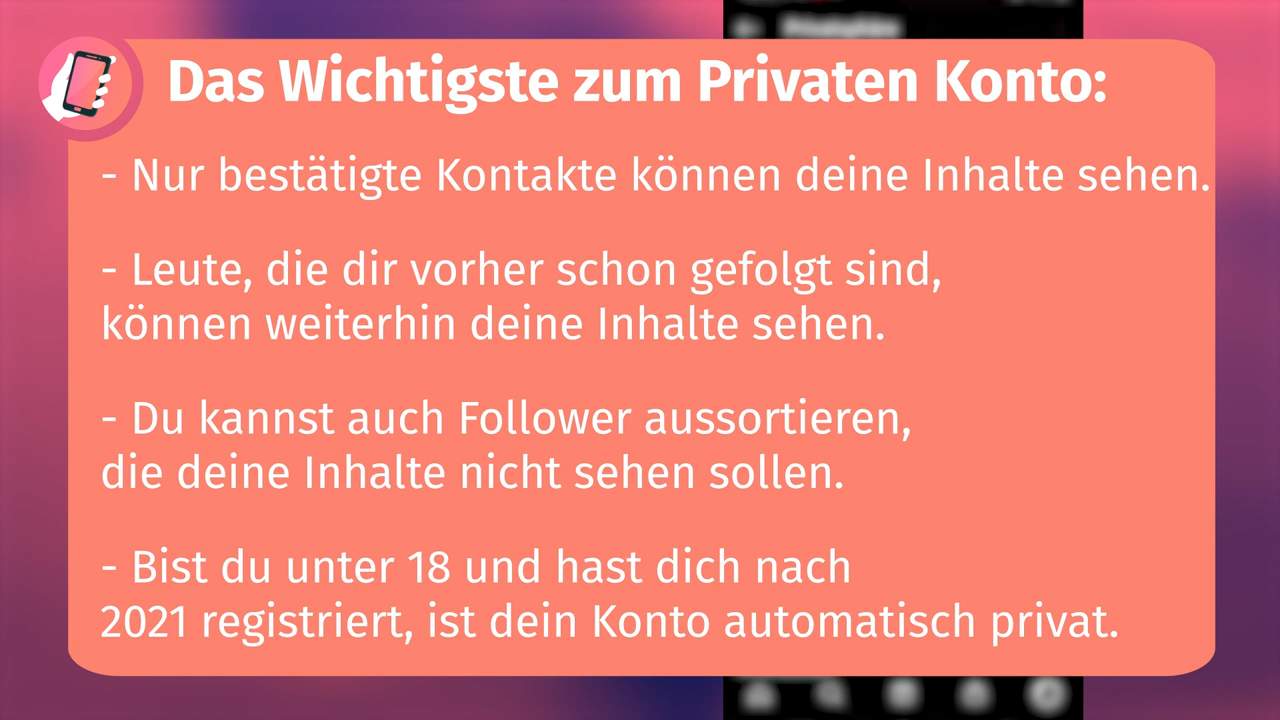 Das Wichtigste zum Privaten Konto:
- Nur bestätigte Kontakte können deine Inhalte sehen.
- Leute, die dir vorher schon gefolgt sind,
können weiterhin deine Inhalte sehen.
- Du kannst auch Follower aussortieren,
die deine Inhalte nicht sehen sollen.
- Bist du unter 18 und hast dich nach
2021 registriert, ist dein Konto automatisch privat.